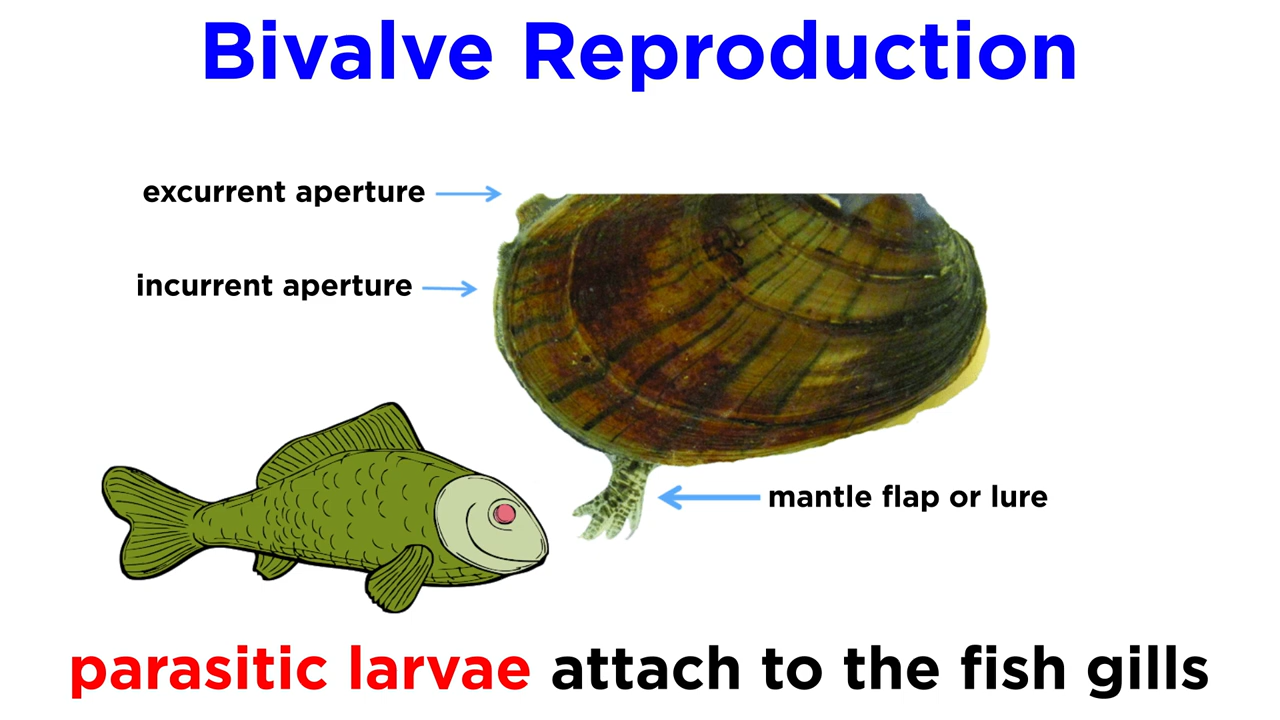 Bivalve Reproduction
excurrent aperture
incurrent aperture
mantle flap or lure
parasitic larvae attach to the fish gills